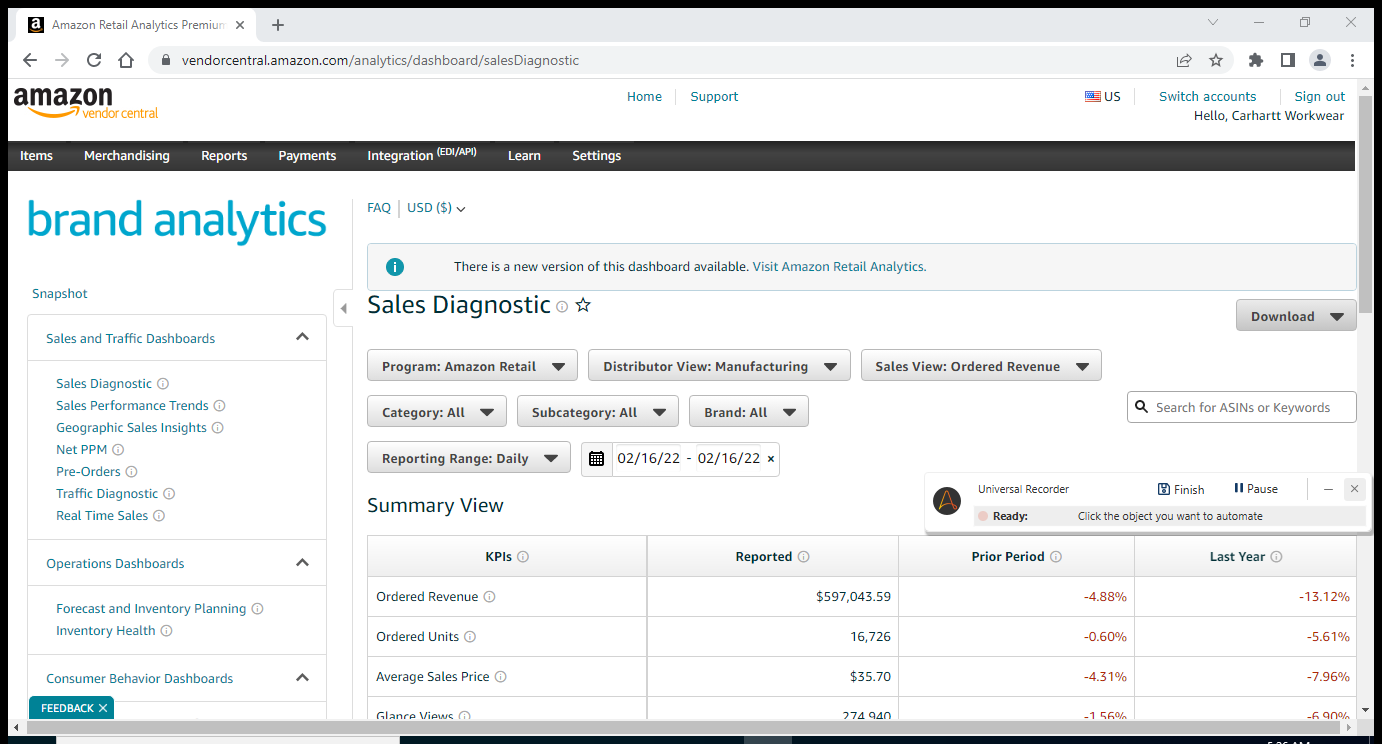 Amazon Retail Analytics Premium
vendorcentral.amazon.com/analytics/dashboard/salesDiagnostic
amazon
vendor central
Home
Support
US
Switch accounts
Sign out
Hello, Carhartt Workwear
Items
Merchandising
Reports
Payments
Integration (EDI/API)
Learn
Settings
brand analytics
Snapshot
Sales and Traffic Dashboards
Sales Diagnostic
Sales Performance Trends
Geographic Sales Insights
Net PPM
Pre-Orders
Traffic Diagnostic
Real Time Sales
Operations Dashboards
Forecast and Inventory Planning
Inventory Health
Consumer Behavior Dashboards
FEEDBACK
FAQ
USD ($)
There is a new version of this dashboard available. Visit Amazon Retail Analytics.
Sales Diagnostic
Download
Program: Amazon Retail
Distributor View: Manufacturing
Sales View: Ordered Revenue
Category: All
Subcategory: All
Brand: All
Search for ASINs or Keywords
Reporting Range: Daily
02/16/22 - 02/16/22 ×
Universal Recorder
Finish
Pause
Ready:
Click the object you want to automate
Summary View
KPIs Reported Prior Period Last Year
Ordered Revenue $597,043.59 -4.88% -13.12%
Ordered Units 16,726 -0.60% -5.61%
Average Sales Price $35.70 -4.31% -7.96%
Glance Views 274,940 -1.56% -6.90%